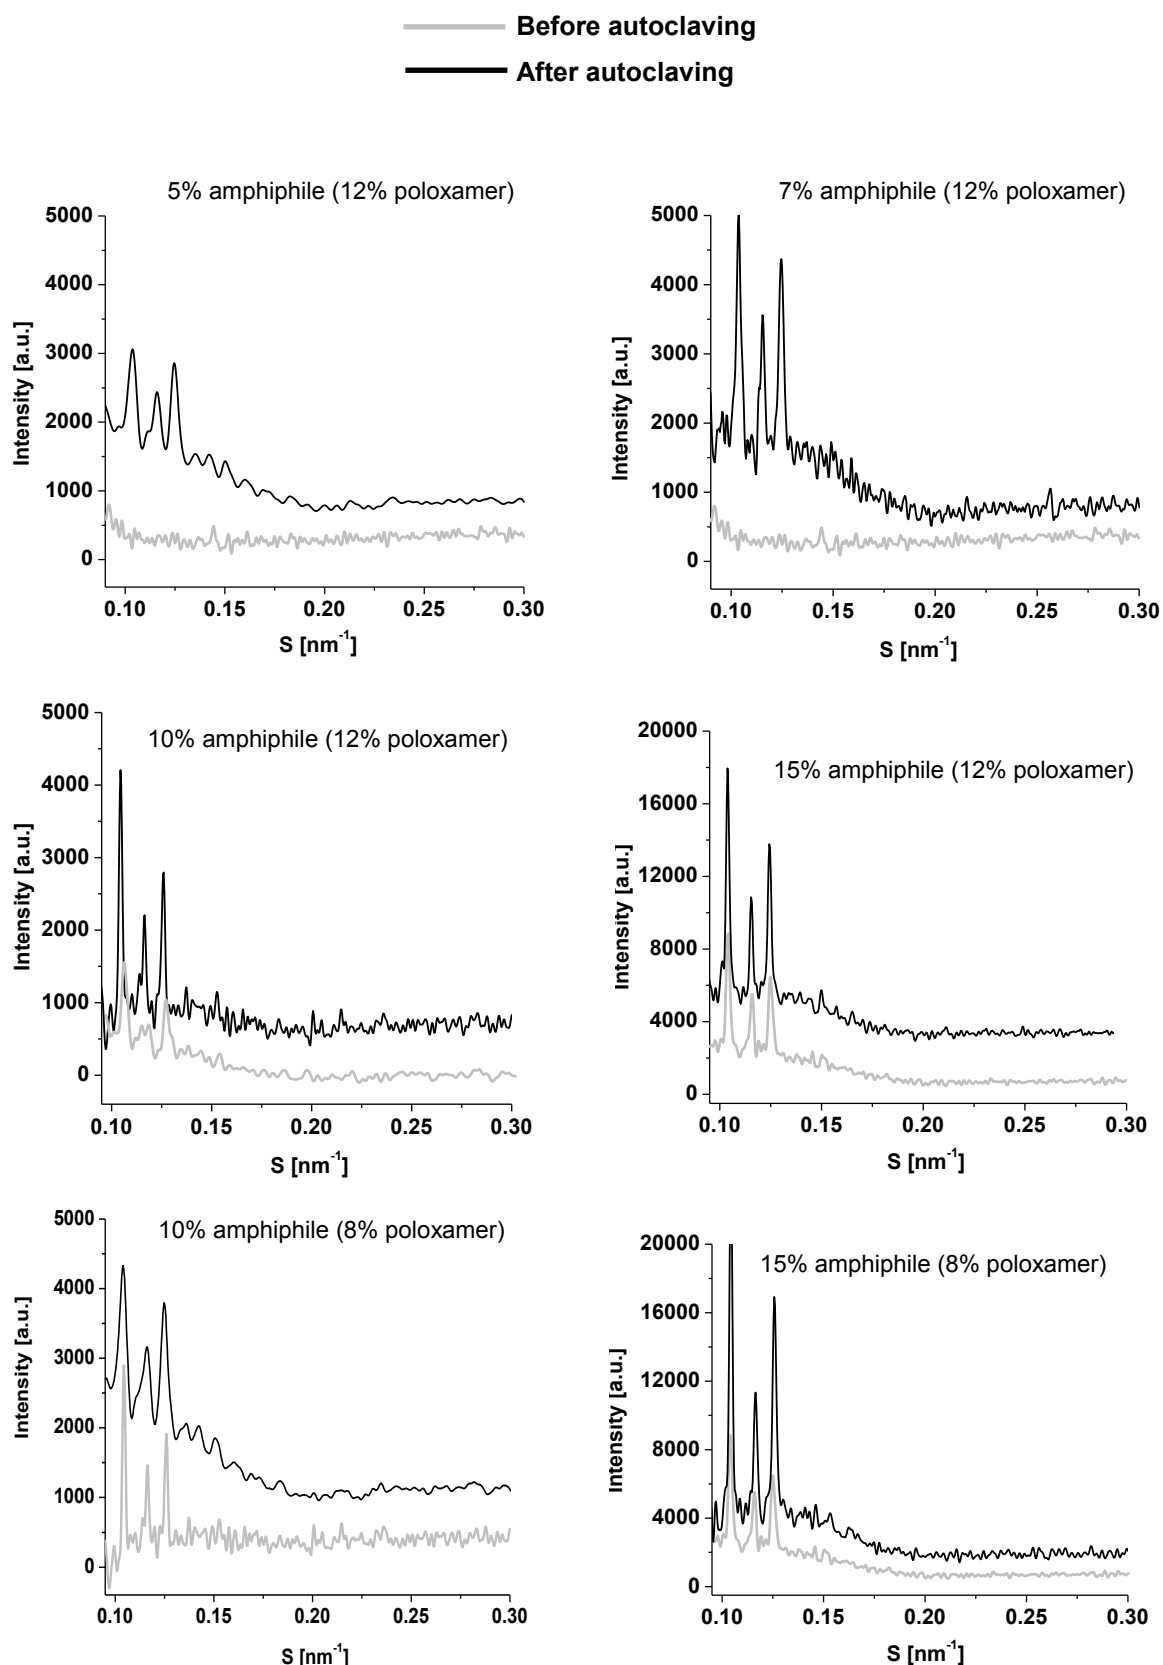 Before autoclaving
After autoclaving
5% amphiphile (12% poloxamer)
5000
4000
3000
2000
1000
0
Intensity [a.u.]
0.10 0.15 0.20 0.25 0.30
S [nm⁻¹]
7% amphiphile (12% poloxamer)
5000
4000
3000
2000
1000
0
Intensity [a.u.]
0.10 0.15 0.20 0.25 0.30
S [nm⁻¹]
10% amphiphile (12% poloxamer)
5000
4000
3000
2000
1000
0
Intensity [a.u.]
0.10 0.15 0.20 0.25 0.30
S [nm⁻¹]
15% amphiphile (12% poloxamer)
20000
16000
12000
8000
4000
0
Intensity [a.u.]
0.10 0.15 0.20 0.25 0.30
S [nm⁻¹]
10% amphiphile (8% poloxamer)
5000
4000
3000
2000
1000
0
Intensity [a.u.]
0.10 0.15 0.20 0.25 0.30
S [nm⁻¹]
15% amphiphile (8% poloxamer)
20000
16000
12000
8000
4000
0
Intensity [a.u.]
0.10 0.15 0.20 0.25 0.30
S [nm⁻¹]